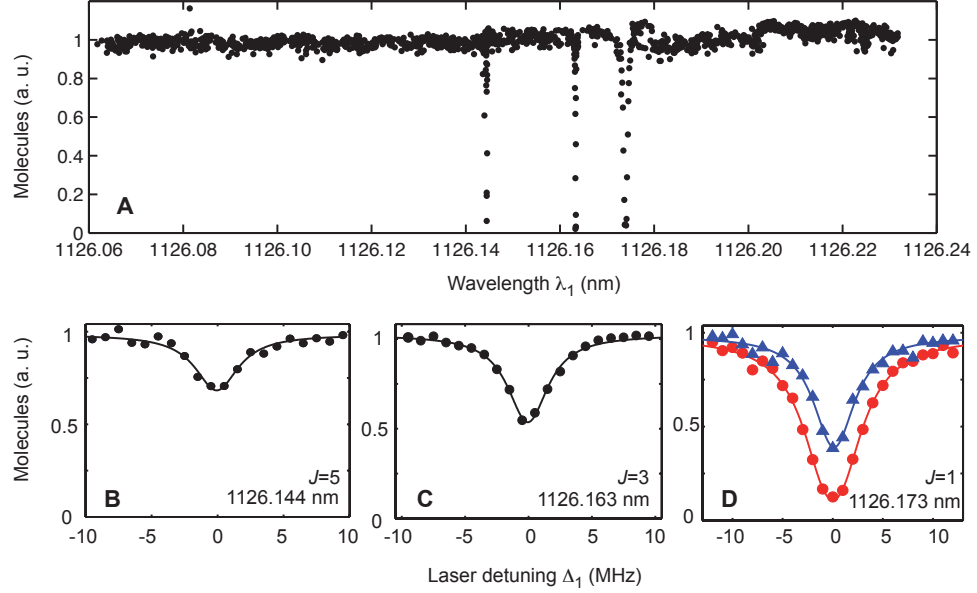 Molecules (a. u.)
1
0.8
0.6
0.4
0.2
0
A
1126.06 1126.08 1126.10 1126.12 1126.14 1126.16 1126.18 1126.20 1126.22 1126.24
Wavelength λ1 (nm)
Molecules (a. u.)
1
0.5
0
B
J=5
1126.144 nm
-10 -5 0 5 10
1
0.5
0
C
J=3
1126.163 nm
-10 -5 0 5 10
1
0.5
0
D
J=1
1126.173 nm
-10 -5 0 5 10
Laser detuning Δ1 (MHz)